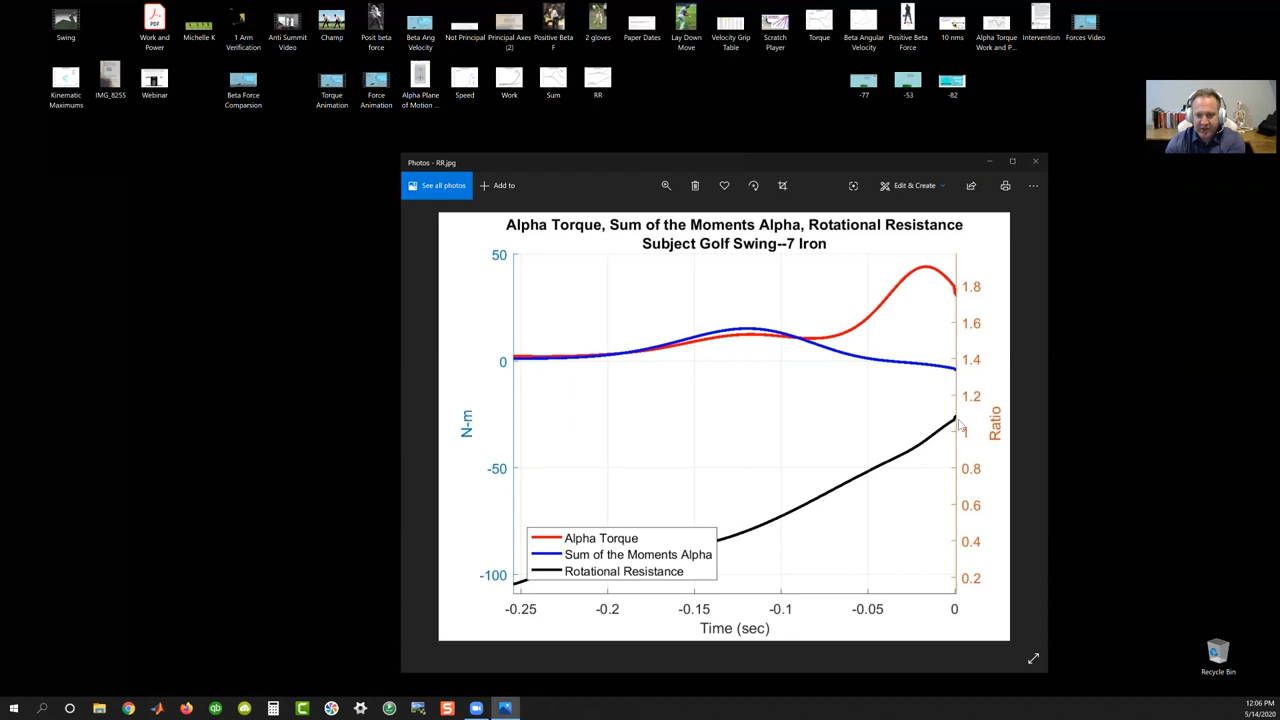 Swing
Work and Power
Michelle K
1 Arm Verification
Anti Summit Video
Champ
Posit beta force
Beta Ang Velocity
Not Principal
Principal Axes (2)
Positive Beta F
2 gloves
Paper Dates
Lay Down Move
Velocity Grip Table
Scratch Player
Torque
Beta Angular Velocity
Positive Beta Force
10 nms
Alpha Torque Work and P...
Intervention
Forces Video
Kinematic Maximums
IMG_8255
Webinar
Beta Force Comparsion
Torque Animation
Force Animation
Alpha Plane of Motion ...
Speed
Work
Sum
RR
-77
-53
-82
Photos - RR.jpg
See all photos
Add to
Edit & Create
Alpha Torque, Sum of the Moments Alpha, Rotational Resistance
Subject Golf Swing--7 Iron
50
0
-50
-100
N-m
1.8
1.6
1.4
1.2
1
0.8
0.6
0.4
0.2
Ratio
Alpha Torque
Sum of the Moments Alpha
Rotational Resistance
-0.25 -0.2 -0.15 -0.1 -0.05 0
Time (sec)
Recycle Bin
12:06 PM
5/14/2020